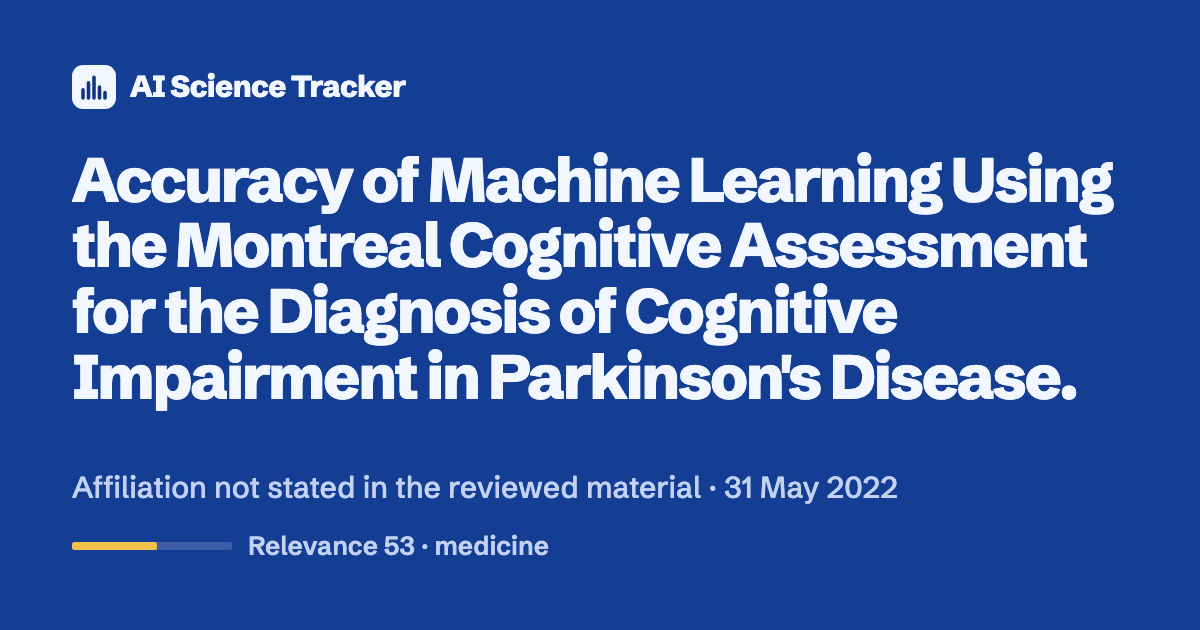 AI Science Tracker
Accuracy of Machine Learning Using
the Montreal Cognitive Assessment
for the Diagnosis of Cognitive
Impairment in Parkinson's Disease.
Affiliation not stated in the reviewed material · 31 May 2022
Relevance 53 · medicine